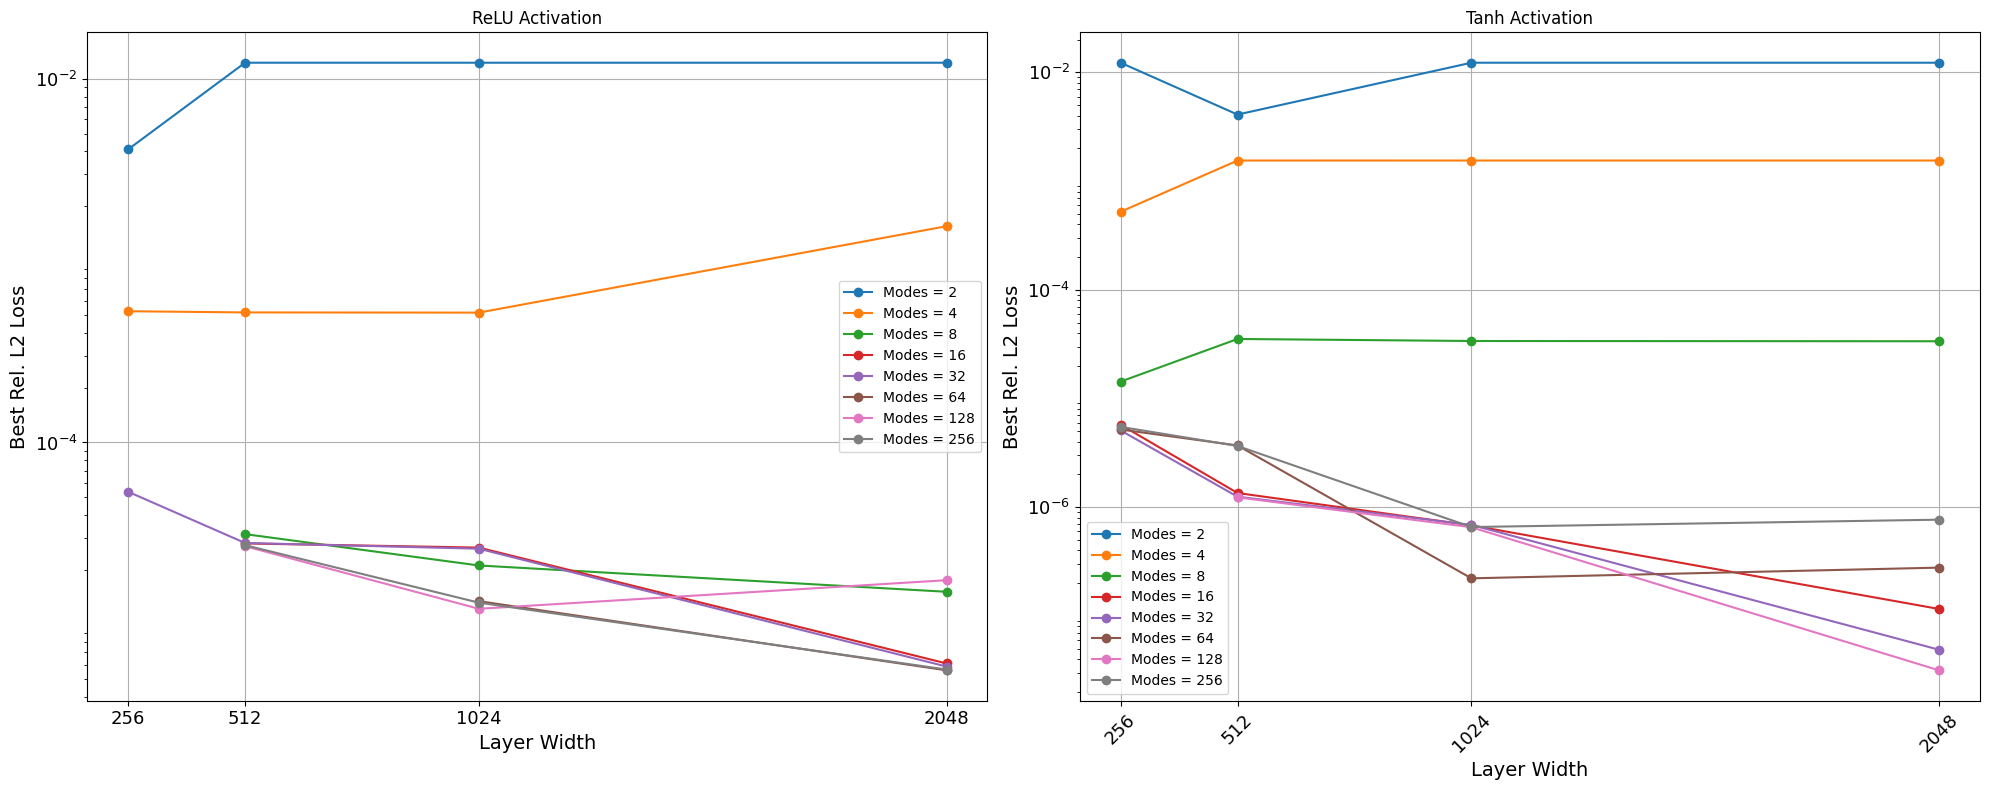 ReLU Activation
Best Rel. L2 Loss
10⁻²
10⁻⁴
Modes = 2
Modes = 4
Modes = 8
Modes = 16
Modes = 32
Modes = 64
Modes = 128
Modes = 256
256 512 1024 2048
Layer Width
Tanh Activation
Best Rel. L2 Loss
10⁻²
10⁻⁴
10⁻⁶
Modes = 2
Modes = 4
Modes = 8
Modes = 16
Modes = 32
Modes = 64
Modes = 128
Modes = 256
256 512 1024 2048
Layer Width